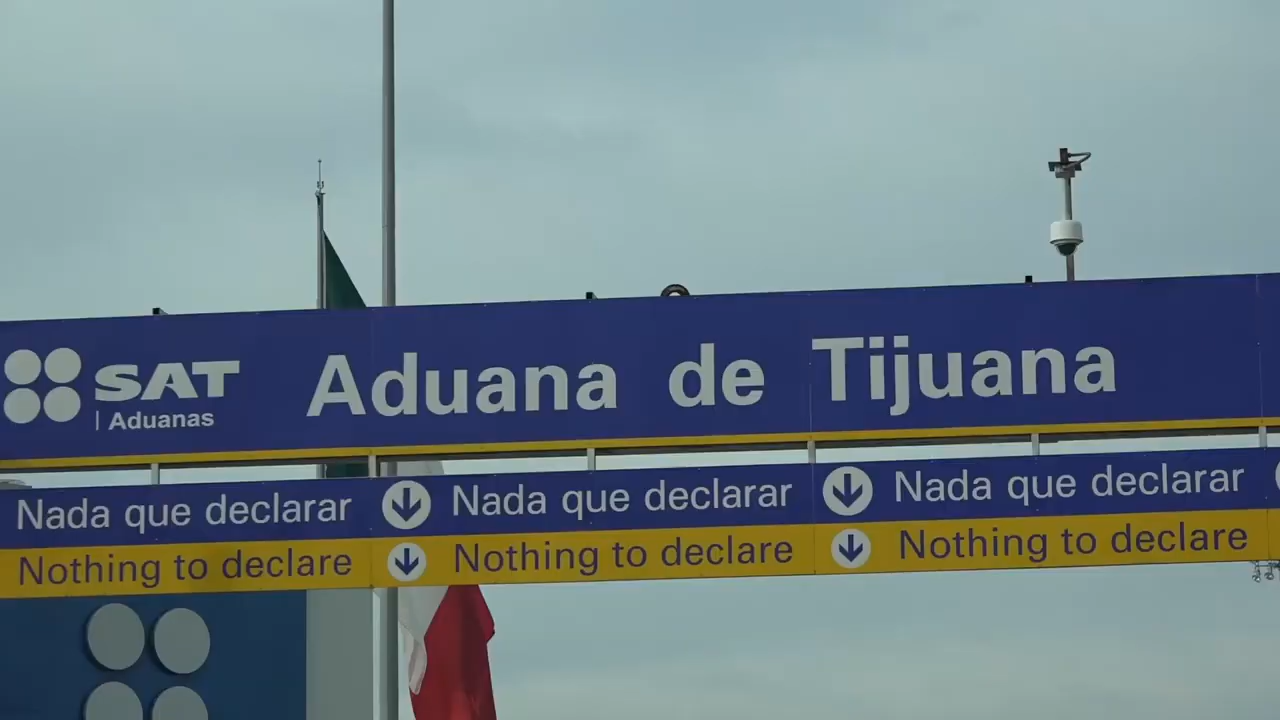 SAT
Aduanas
Aduana de Tijuana
Nada que declarar Nada que declarar Nada que declarar
Nothing to declare Nothing to declare Nothing to declare